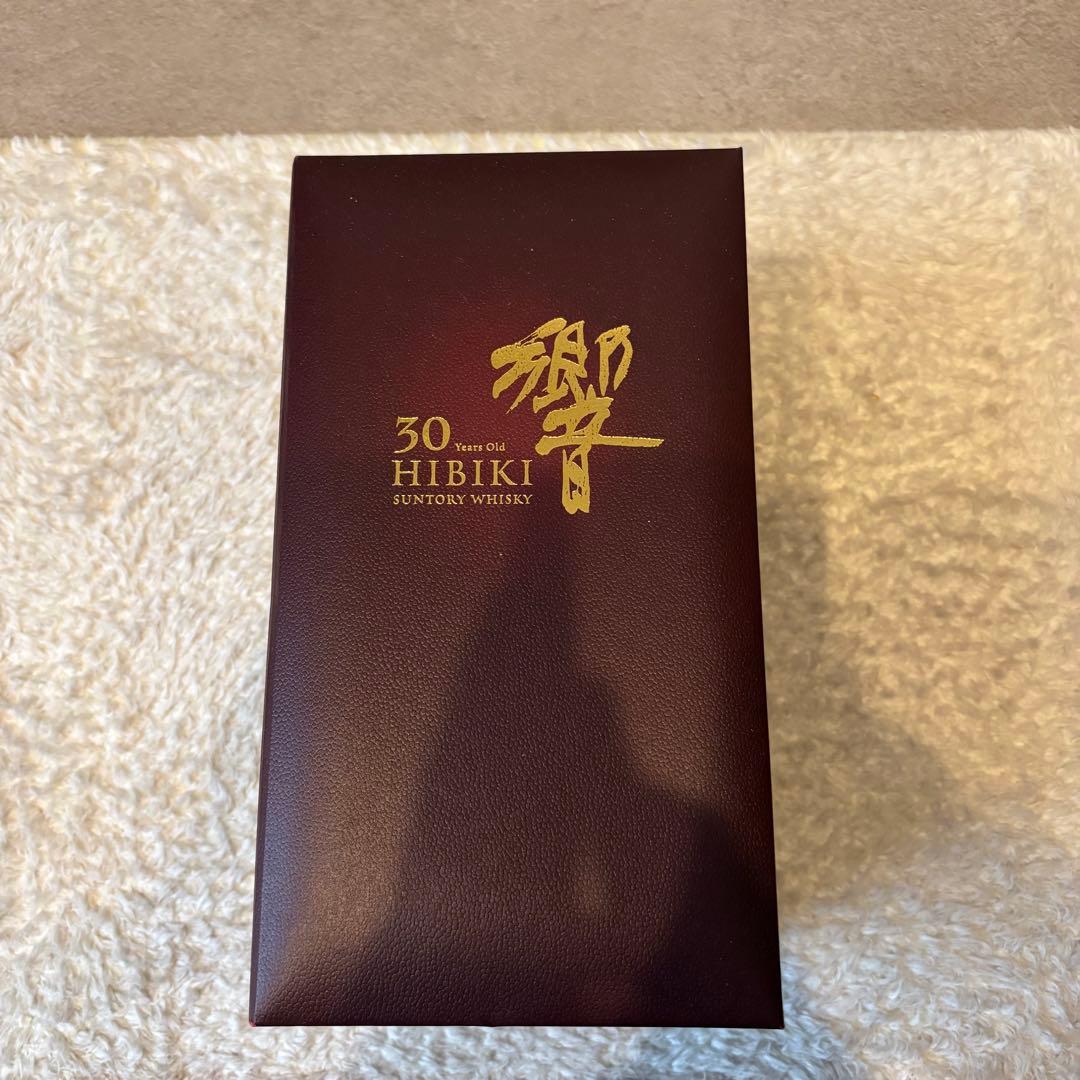 響
30 Years Old
HIBIKI
SUNTORY WHISKY